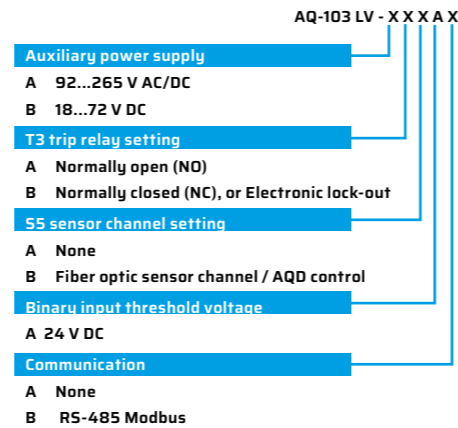 AQ-103 LV - X X X A X
Auxiliary power supply
A 92...265 V AC/DC
B 18...72 V DC
T3 trip relay setting
A Normally open (NO)
B Normally closed (NC), or Electronic lock-out
S5 sensor channel setting
A None
B Fiber optic sensor channel / AQD control
Binary input threshold voltage
A 24 V DC
Communication
A None
B RS-485 Modbus